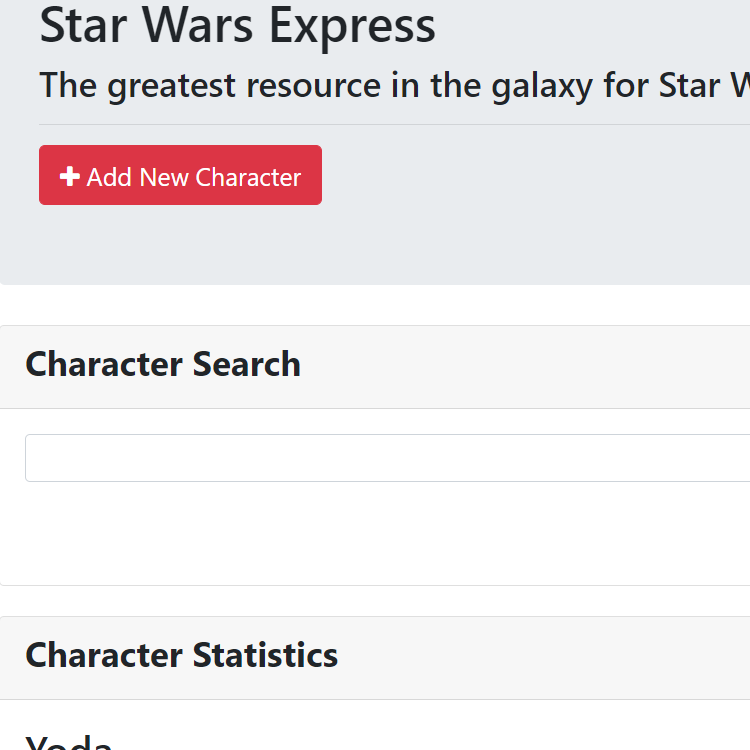 Star Wars Express
The greatest resource in the galaxy for Star
Add New Character
Character Search
Character Statistics
Yoda